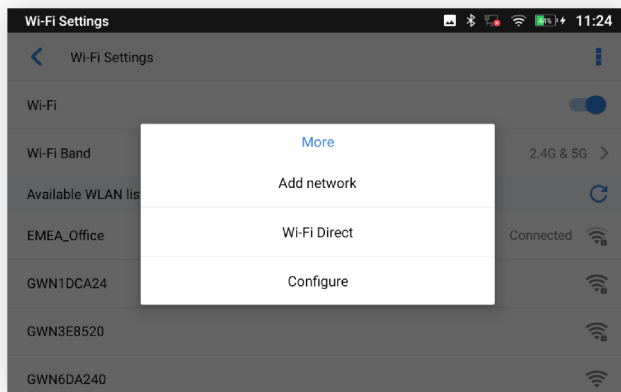 Wi-Fi Settings 44% 11:24
Wi-Fi Settings
Wi-Fi
Wi-Fi Band 2.4G & 5G
Available WLAN lis
EMEA_Office Connected
GWN1DCA24
GWN3E8520
GWN6DA240
More
Add network
Wi-Fi Direct
Configure